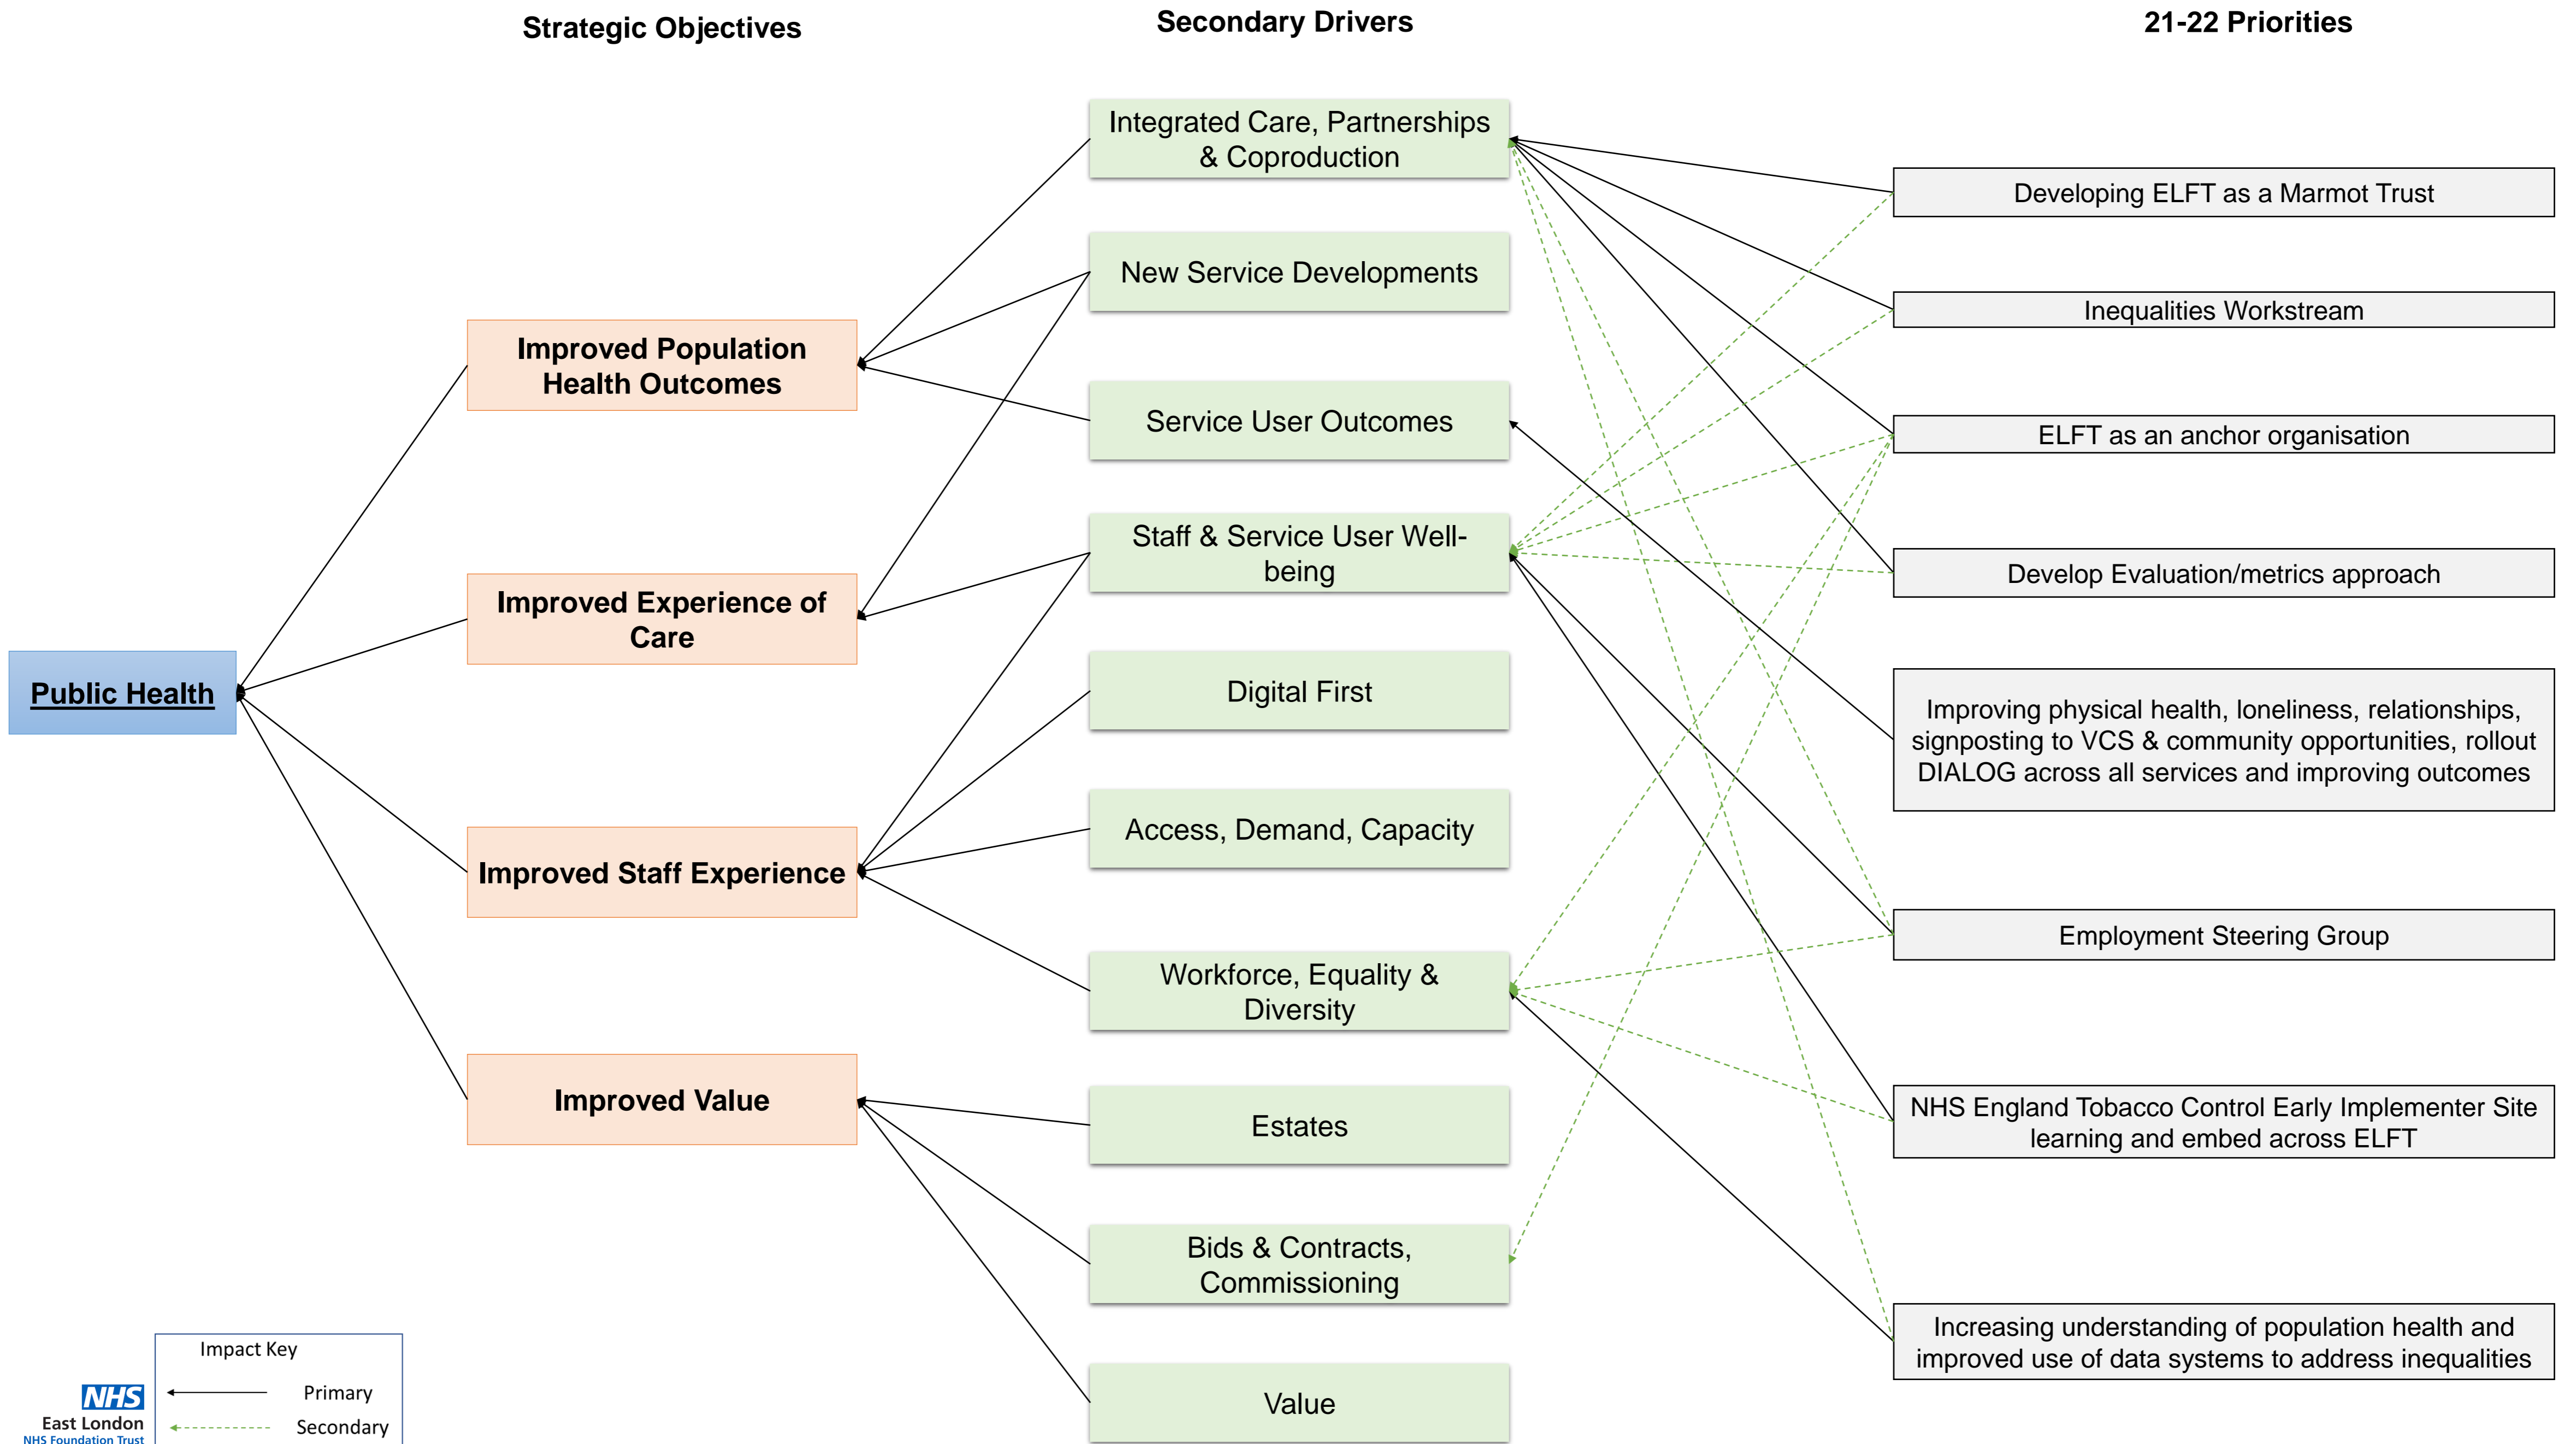 Strategic Objectives
Secondary Drivers
21-22 Priorities
Public Health
Improved Population
Health Outcomes
Improved Experience of
Care
Improved Staff Experience
Improved Value
Integrated Care, Partnerships
& Coproduction
New Service Developments
Service User Outcomes
Staff & Service User Well-
being
Digital First
Access, Demand, Capacity
Workforce, Equality &
Diversity
Estates
Bids & Contracts,
Commissioning
Value
Developing ELFT as a Marmot Trust
Inequalities Workstream
ELFT as an anchor organisation
Develop Evaluation/metrics approach
Improving physical health, loneliness, relationships,
signposting to VCS & community opportunities, rollout
DIALOG across all services and improving outcomes
Employment Steering Group
NHS England Tobacco Control Early Implementer Site
learning and embed across ELFT
Increasing understanding of population health and
improved use of data systems to address inequalities
NHS
East London
NHS Foundation Trust
Impact Key
Primary
Secondary